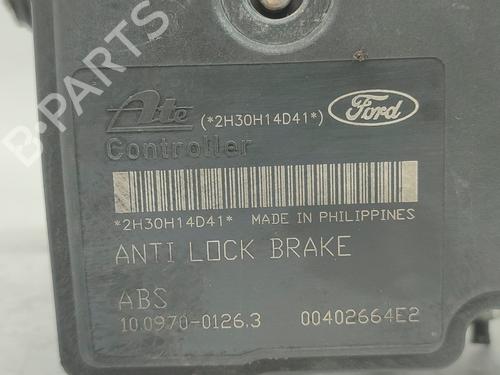 B-PARTS
Ate (*2H30H14D41*) Ford
Controller
*2H30H14D41* MADE IN PHILIPPINES
ANTI LOCK BRAKE
ABS
10.0970-0126.3 00402664E2